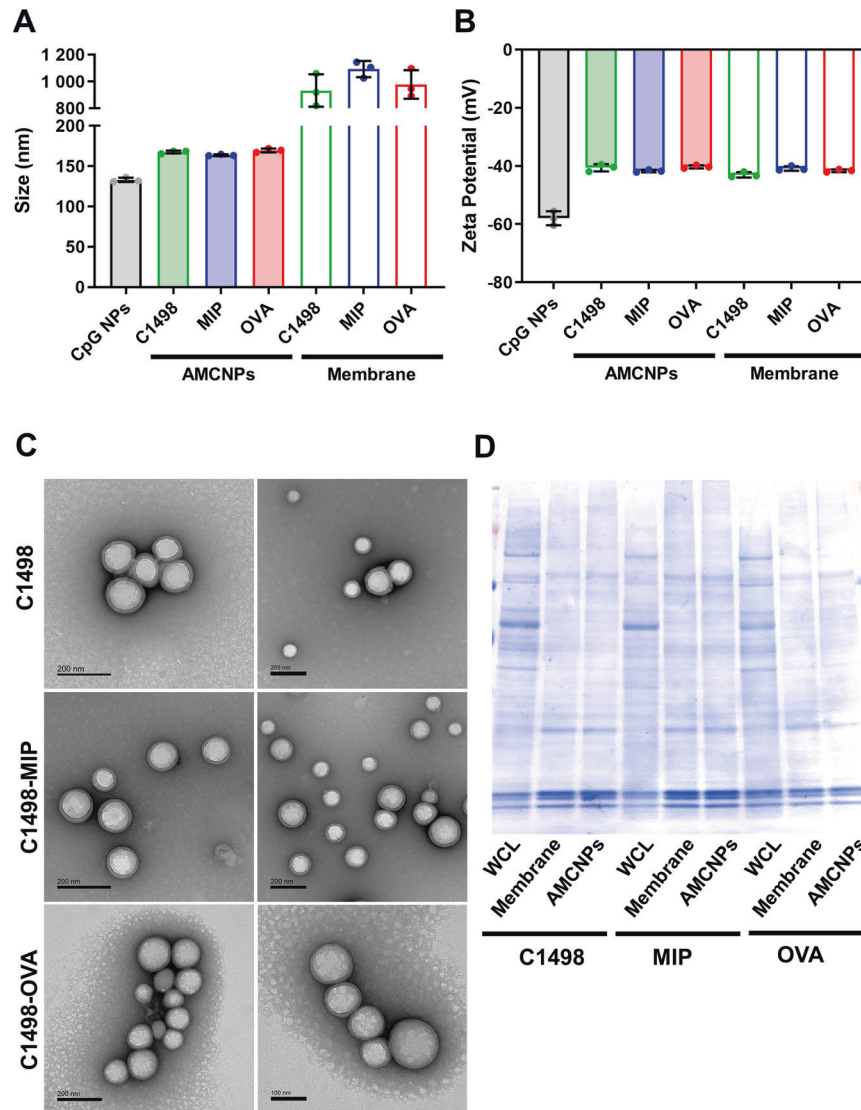 A
Size (nm)
1 200
1 000
800
200
150
100
50
0
CpG NPs
C1498
MIP
OVA
C1498
MIP
OVA
AMCNPs
Membrane
B
Zeta Potential (mV)
0
-20
-40
-60
-80
CpG NPs
C1498
MIP
OVA
C1498
MIP
OVA
AMCNPs
Membrane
C
C1498
200 nm
200 nm
C1498-MIP
200 nm
200 nm
C1498-OVA
200 nm
100 nm
D
WCL
Membrane
AMCNPs
WCL
Membrane
AMCNPs
WCL
Membrane
AMCNPs
C1498
MIP
OVA